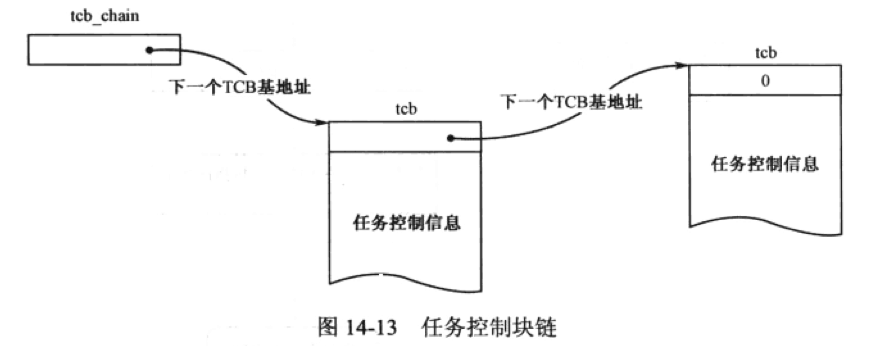 tcb_chain
下一个TCB基地址
tcb
任务控制信息
下一个TCB基地址
tcb
0
任务控制信息
图 14-13 任务控制块链